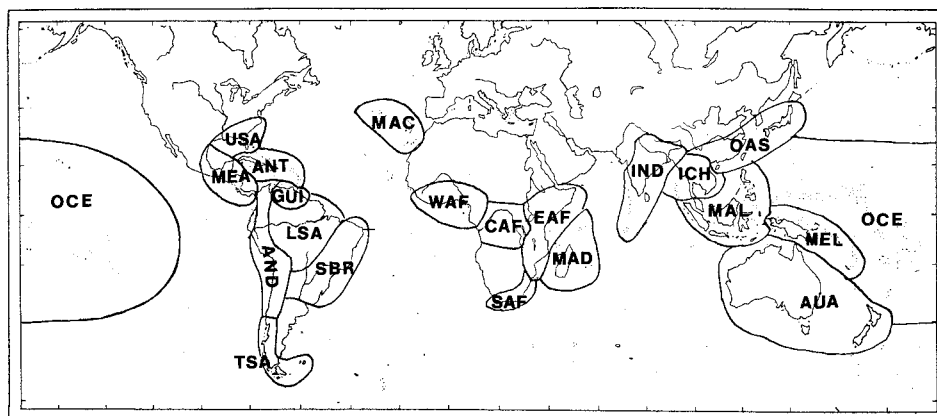 MAC
USA
OAS
ANT
MEA
IND
ICH
GUI
OCE
WAF
MAL
EAF
OCE
CAF
LSA
MEL
MAD
AND
SBR
SAF
AUA
TSA